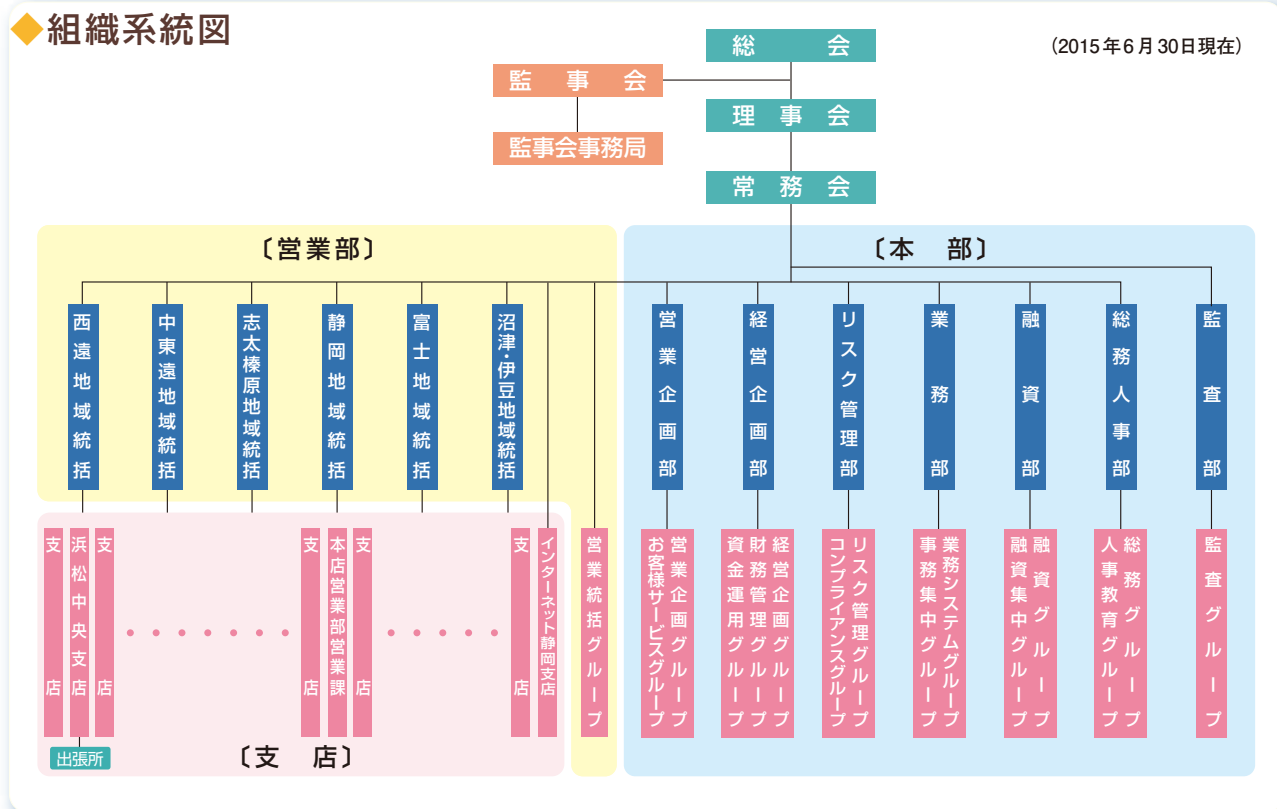 ◆組織系統図
(2015年6月30日現在)
総会
監事会
理事会
監事会事務局
常務会
〔営業部〕
〔本部〕
西遠地域統括
中東遠地域統括
志太榛原地域統括
静岡地域統括
富士地域統括
沼津・伊豆地域統括
営業企画部
経営企画部
リスク管理部
業務部
融資部
総務人事部
監査部
支店
浜松中央支店
支店
支店
本店営業部営業課
支店
支店
インターネット静岡支店
営業統括グループ
営業企画グループ
お客様サービスグループ
経営企画グループ
財務管理グループ
資金運用グループ
リスク管理グループ
コンプライアンスグループ
業務システムグループ
事務集中グループ
融資グループ
融資集中グループ
総務グループ
人事教育グループ
監査グループ
出張所
〔支店〕